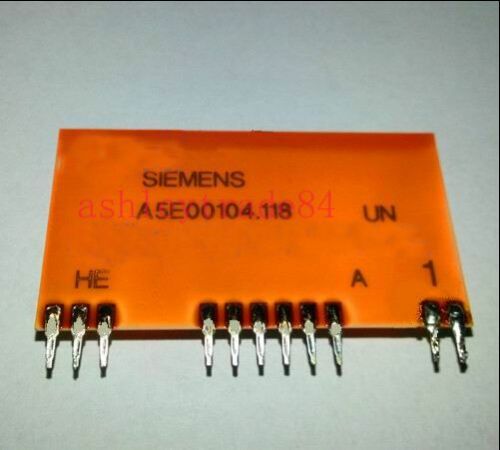 SIEMENS
A5E00104.118
UN
HE
A
1